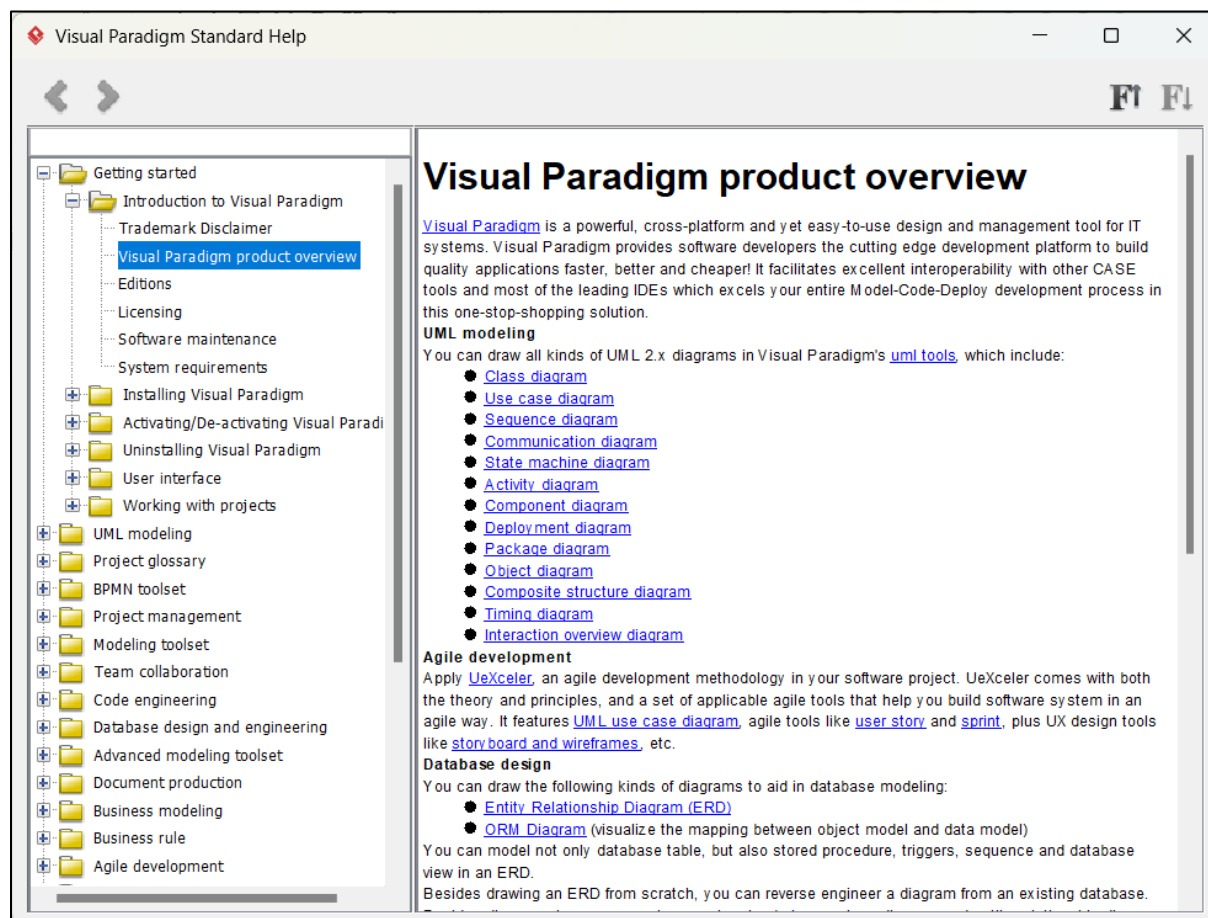 Visual Paradigm Standard Help
F↑ F↓
Getting started
Introduction to Visual Paradigm
Trademark Disclaimer
Visual Paradigm product overview
Editions
Licensing
Software maintenance
System requirements
Installing Visual Paradigm
Activating/De-activating Visual Paradi
Uninstalling Visual Paradigm
User interface
Working with projects
UML modeling
Project glossary
BPMN toolset
Project management
Modeling toolset
Team collaboration
Code engineering
Database design and engineering
Advanced modeling toolset
Document production
Business modeling
Business rule
Agile development
Visual Paradigm product overview
Visual Paradigm is a powerful, cross-platform and yet easy-to-use design and management tool for IT
systems. Visual Paradigm provides software developers the cutting edge development platform to build
quality applications faster, better and cheaper! It facilitates excellent interoperability with other CASE
tools and most of the leading IDEs which excels your entire Model-Code-Deploy development process in
this one-stop-shopping solution.
UML modeling
You can draw all kinds of UML 2.x diagrams in Visual Paradigm's uml tools, which include:
● Class diagram
● Use case diagram
● Sequence diagram
● Communication diagram
● State machine diagram
● Activity diagram
● Component diagram
● Deployment diagram
● Package diagram
● Object diagram
● Composite structure diagram
● Timing diagram
● Interaction overview diagram
Agile development
Apply UeXceler, an agile development methodology in your software project. UeXceler comes with both
the theory and principles, and a set of applicable agile tools that help you build software system in an
agile way. It features UML use case diagram, agile tools like user story and sprint, plus UX design tools
like storyboard and wireframes, etc.
Database design
You can draw the following kinds of diagrams to aid in database modeling:
● Entity Relationship Diagram (ERD)
● ORM Diagram (visualize the mapping between object model and data model)
You can model not only database table, but also stored procedure, triggers, sequence and database
view in an ERD.
Besides drawing an ERD from scratch, you can reverse engineer a diagram from an existing database.